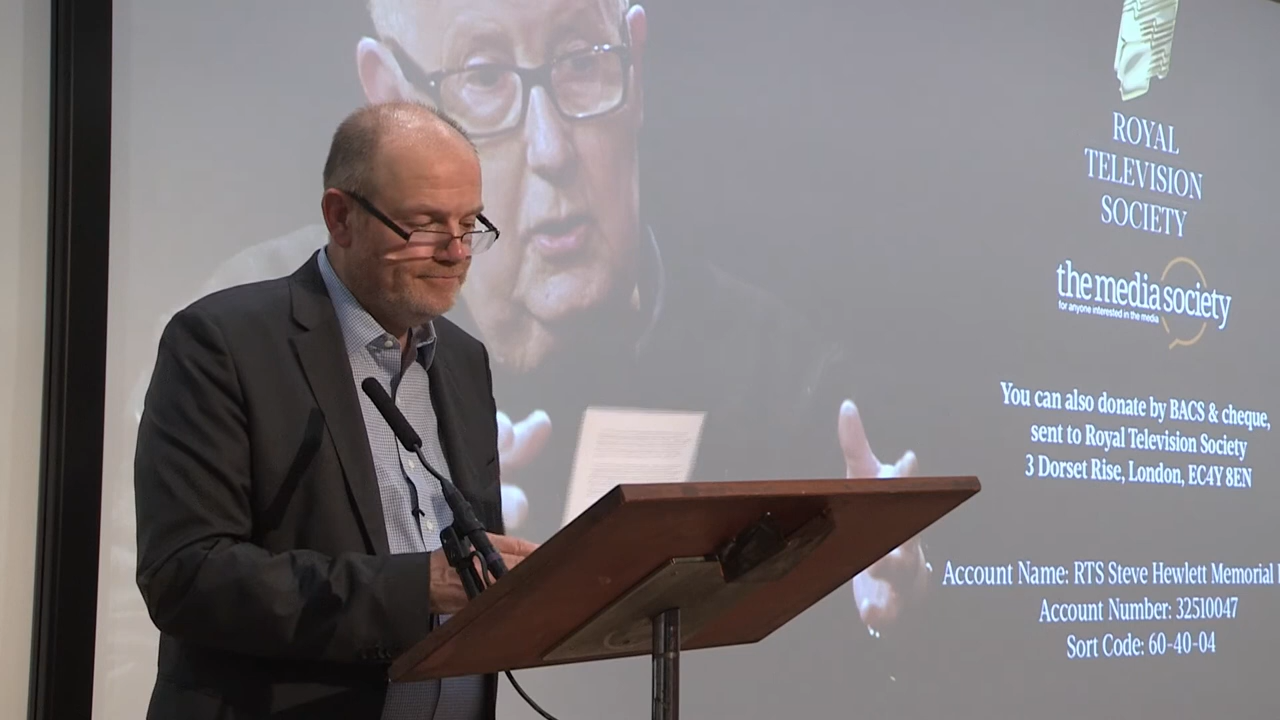 ROYAL
TELEVISION
SOCIETY
the media society
for anyone interested in the media
You can also donate by BACS & cheque,
sent to Royal Television Society
3 Dorset Rise, London, EC4Y 8EN
Account Name: RTS Steve Hewlett Memorial
Account Number: 32510047
Sort Code: 60-40-04